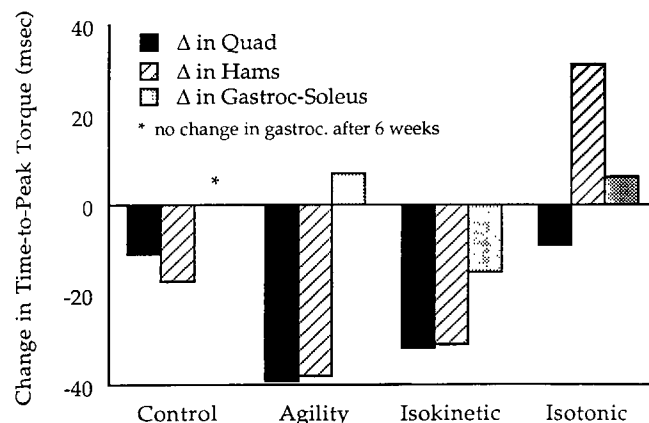 Change in Time-to-Peak Torque (msec)
40
20
0
-20
-40
Δ in Quad
Δ in Hams
Δ in Gastroc-Soleus
* no change in gastroc. after 6 weeks
*
Control Agility Isokinetic Isotonic